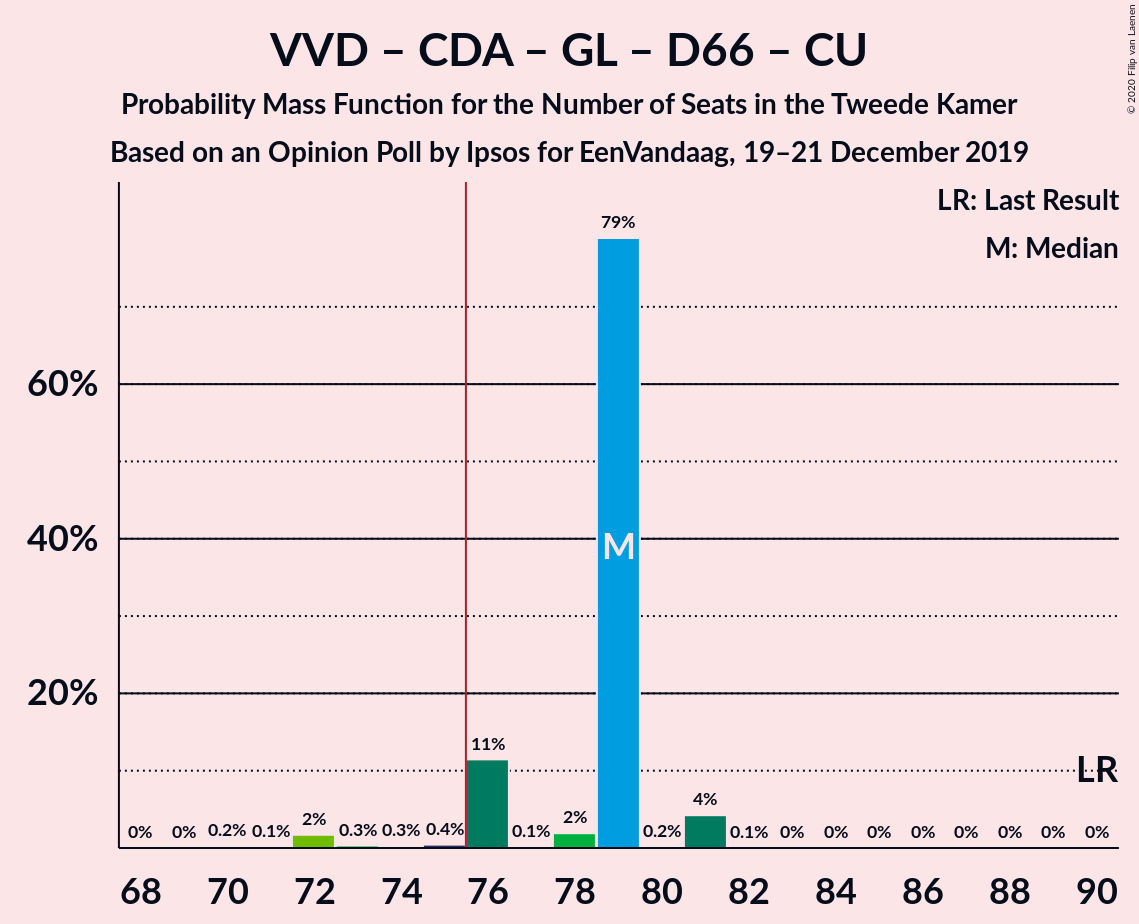 VVD – CDA – GL – D66 – CU
Probability Mass Function for the Number of Seats in the Tweede Kamer
Based on an Opinion Poll by Ipsos for EenVandaag, 19–21 December 2019
© 2020 Filip van Laenen
LR: Last Result
M: Median
79%
60%
M
40%
20%
11%
LR
4%
0% 0% 0.2% 0.1% 2% 0.3% 0.3% 0.4% 0.1% 2% 0.2% 0.1% 0% 0% 0% 0% 0% 0% 0% 0%
68 70 72 74 76 78 80 82 84 86 88 90